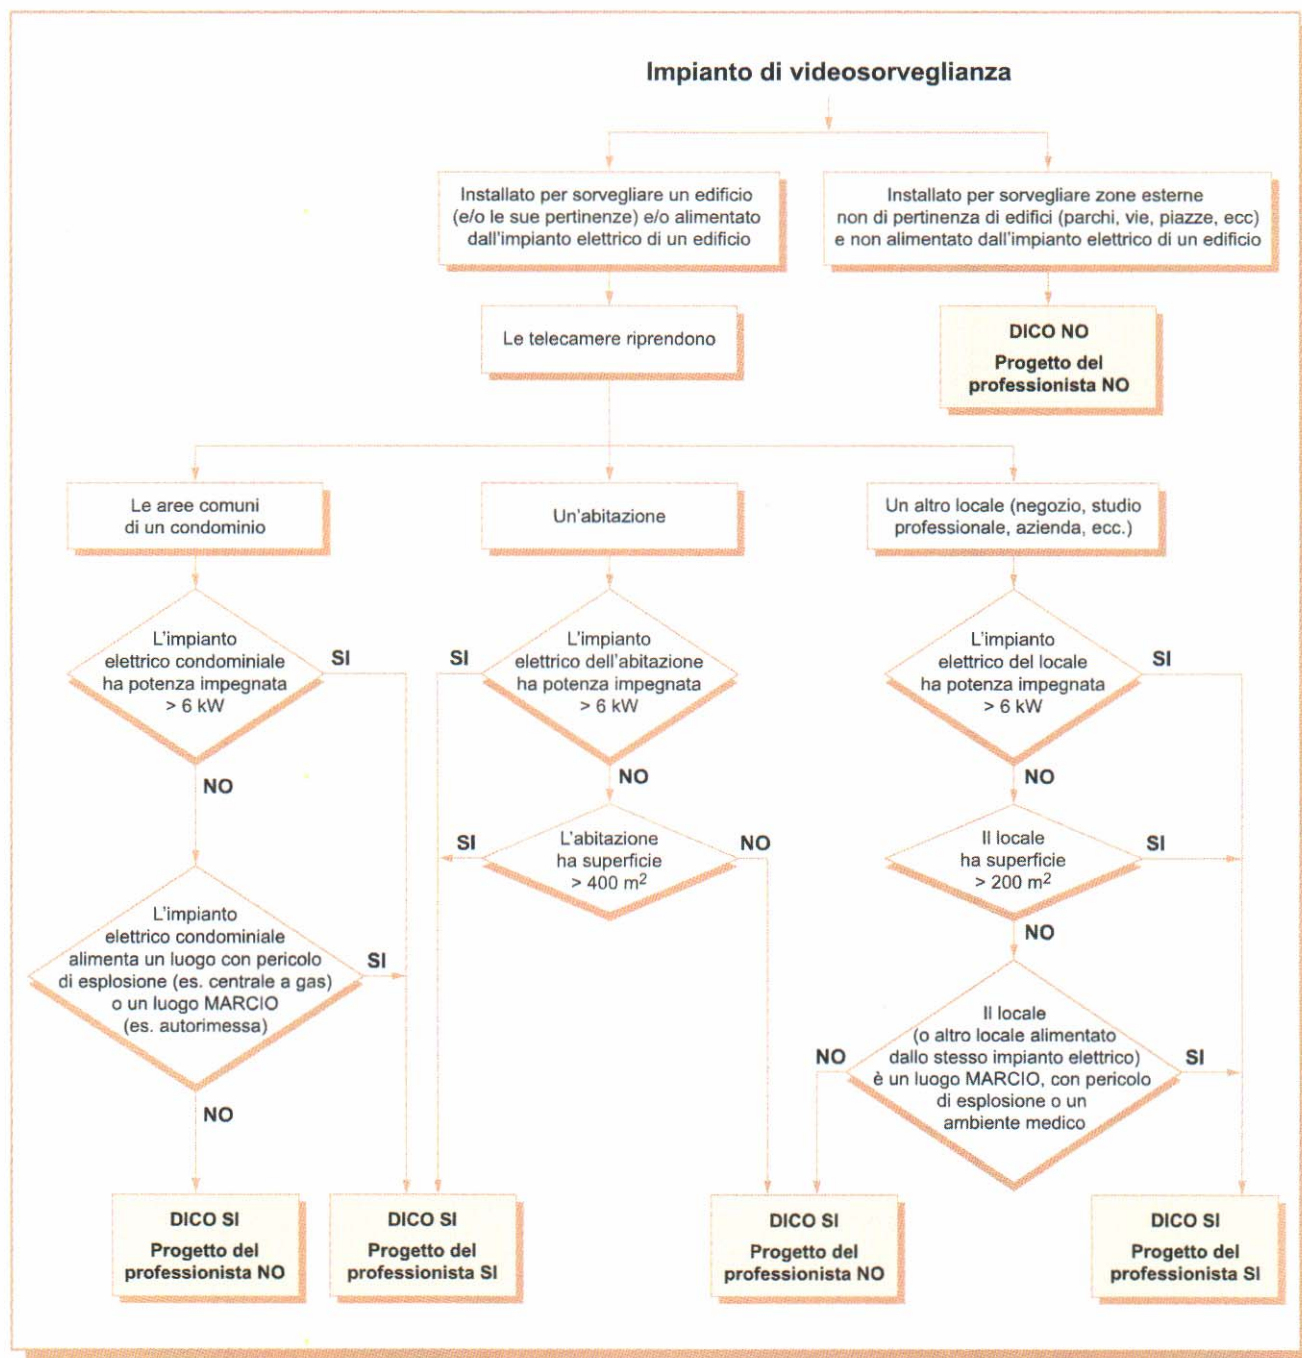 Impianto di videosorveglianza
Installato per sorvegliare un edificio
(e/o le sue pertinenze) e/o alimentato
dall'impianto elettrico di un edificio
Installato per sorvegliare zone esterne
non di pertinenza di edifici (parchi, vie, piazze, ecc)
e non alimentato dall'impianto elettrico di un edificio
Le telecamere riprendono
DICO NO
Progetto del
professionista NO
Le aree comuni
di un condominio
Un'abitazione
Un altro locale (negozio, studio
professionale, azienda, ecc.)
L'impianto
elettrico condominiale
ha potenza impegnata
> 6 kW
SI
NO
SI
L'impianto
elettrico dell'abitazione
ha potenza impegnata
> 6 kW
NO
L'impianto
elettrico del locale
ha potenza impegnata
> 6 kW
SI
NO
SI
L'abitazione
ha superficie
> 400 m²
NO
Il locale
ha superficie
> 200 m²
SI
NO
L'impianto
elettrico condominiale
alimenta un luogo con pericolo
di esplosione (es. centrale a gas)
o un luogo MARCIO
(es. autorimessa)
SI
NO
NO
Il locale
(o altro locale alimentato
dallo stesso impianto elettrico)
è un luogo MARCIO, con pericolo
di esplosione o un
ambiente medico
SI
DICO SI
Progetto del
professionista NO
DICO SI
Progetto del
professionista SI
DICO SI
Progetto del
professionista NO
DICO SI
Progetto del
professionista SI